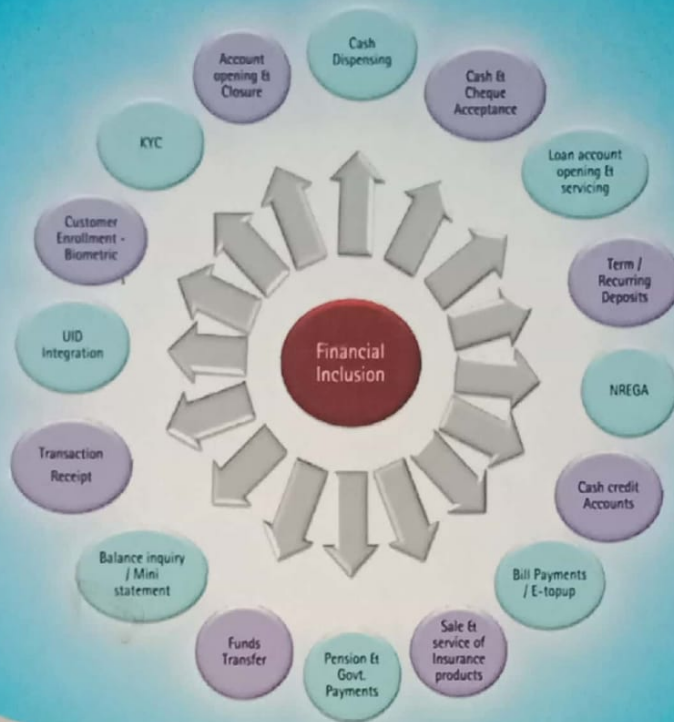 Cash
Dispensing
Cash &
Cheque
Acceptance
Loan account
opening &
servicing
Term /
Recurring
Deposits
NREGA
Cash credit
Accounts
Bill Payments
/ E-topup
Sale &
service of
Insurance
products
Pension &
Govt.
Payments
Funds
Transfer
Balance inquiry
/ Mini
statement
Transaction
Receipt
UID
Integration
Customer
Enrollment -
Biometric
KYC
Account
opening &
Closure
Financial
Inclusion